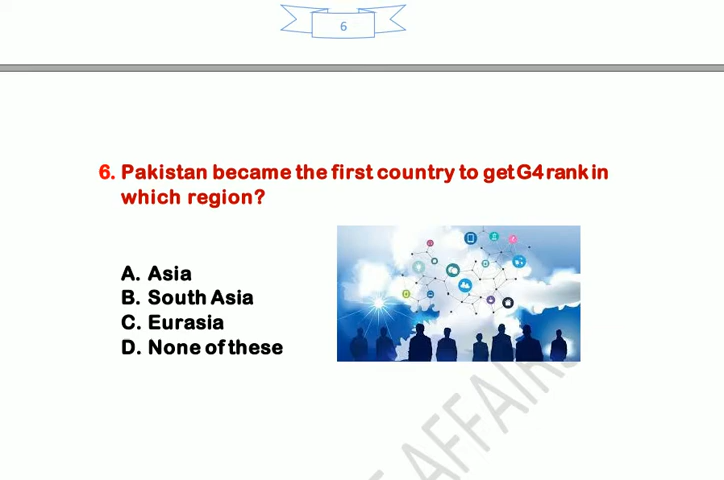 6
6. Pakistan became the first country to get G4 rank in
which region?
A. Asia
B. South Asia
C. Eurasia
D. None of these
AFFAIRS